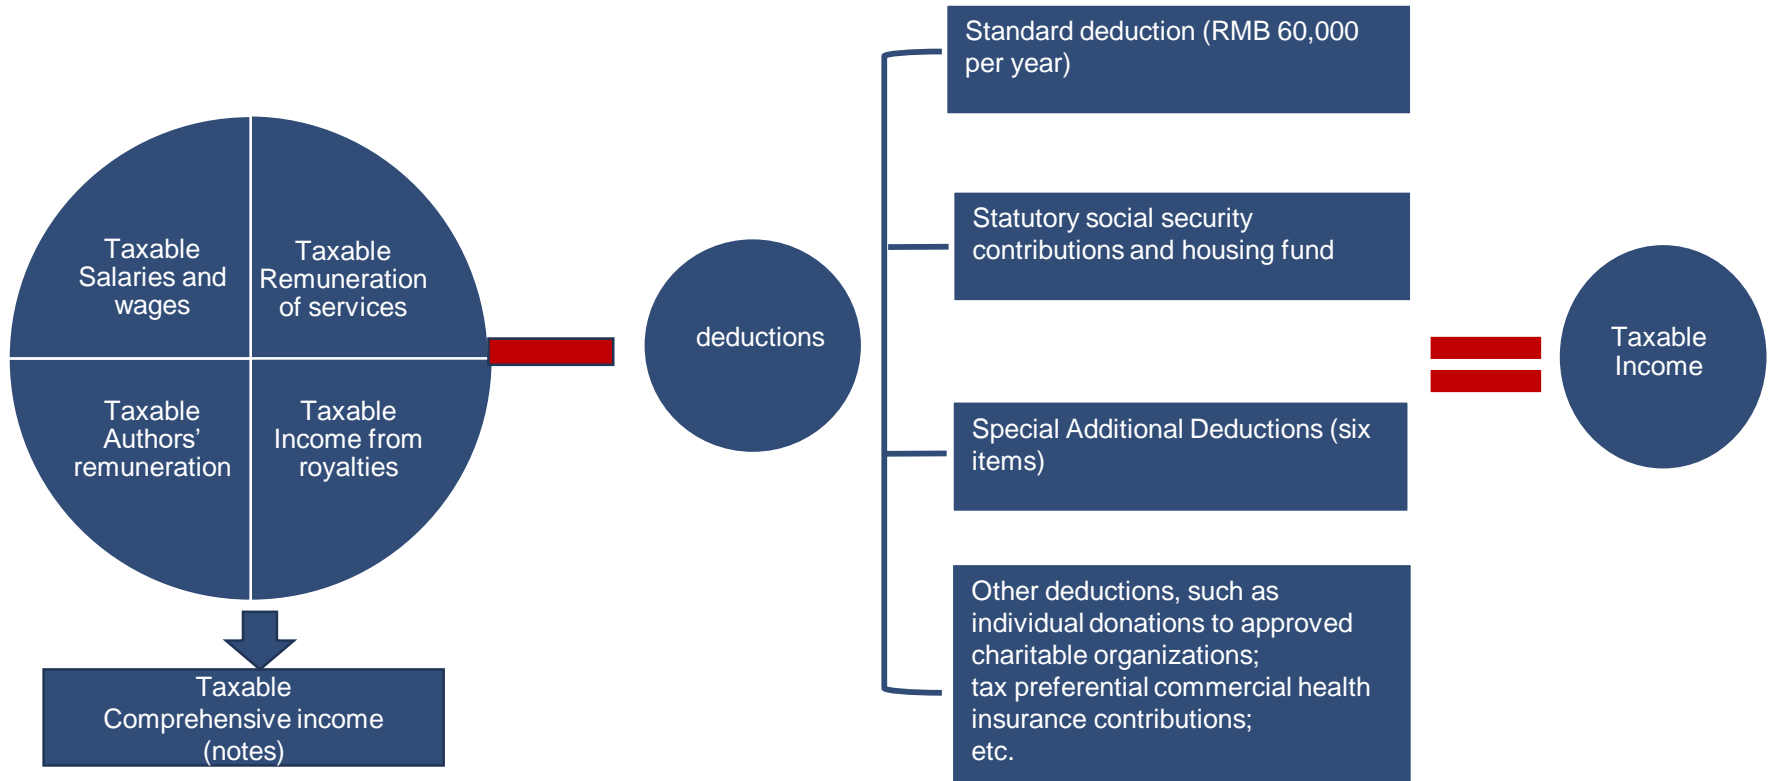 Taxable
Salaries and
wages
Taxable
Remuneration
of services
Taxable
Authors’
remuneration
Taxable
Income from
royalties
Taxable
Comprehensive income
(notes)
deductions
Standard deduction (RMB 60,000
per year)
Statutory social security
contributions and housing fund
Special Additional Deductions (six
items)
Other deductions, such as
individual donations to approved
charitable organizations;
tax preferential commercial health
insurance contributions;
etc.
Taxable
Income